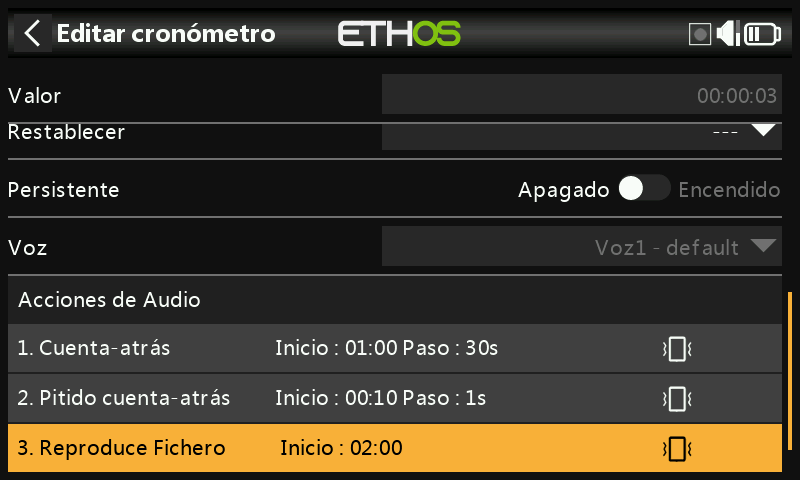 Editar cronómetro ETHOS
Valor 00:00:03
Restablecer ---
Persistente Apagado Encendido
Voz Voz1 - default
Acciones de Audio
1. Cuenta-atrás Inicio : 01:00 Paso : 30s
2. Pitido cuenta-atrás Inicio : 00:10 Paso : 1s
3. Reproduce Fichero Inicio : 02:00